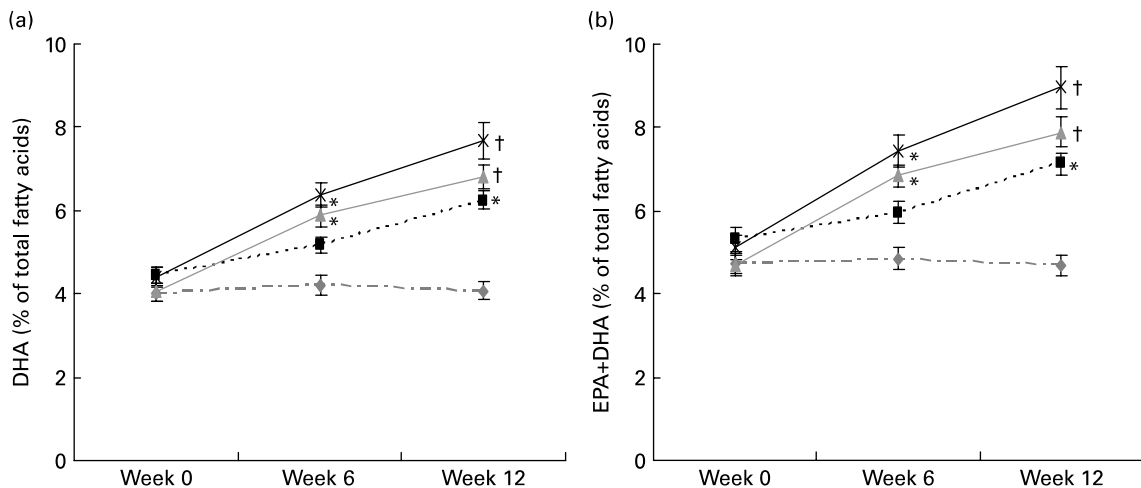 (a)
DHA (% of total fatty acids)
10
8
6
4
2
0
†
†
*
*
*
Week 0
Week 6
Week 12
(b)
EPA+DHA (% of total fatty acids)
10
8
6
4
2
0
†
†
*
*
*
Week 0
Week 6
Week 12